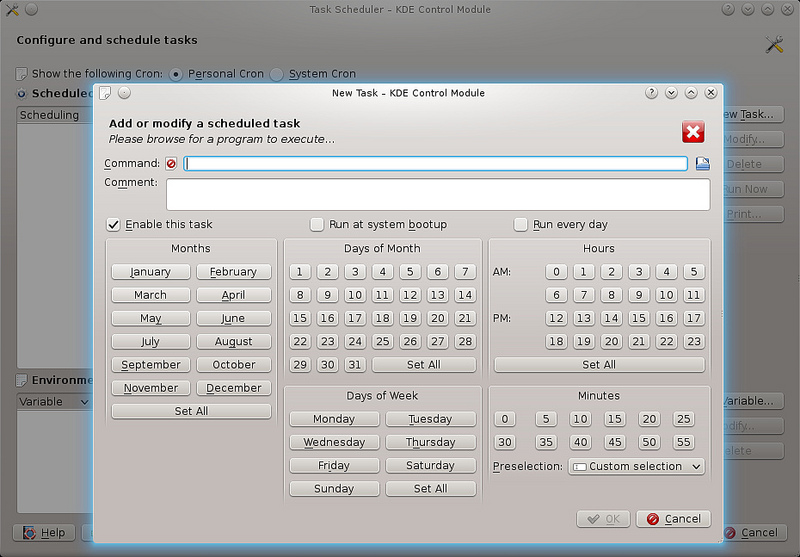 Task Scheduler – KDE Control Module
Configure and schedule tasks
Show the following Cron: Personal Cron System Cron
Scheduled
Scheduling
New Task - KDE Control Module
Add or modify a scheduled task
Please browse for a program to execute...
Command:
Comment:
Enable this task Run at system bootup Run every day
Months
January February
March April
May June
July August
September October
November December
Set All
Days of Month
1 2 3 4 5 6 7
8 9 10 11 12 13 14
15 16 17 18 19 20 21
22 23 24 25 26 27 28
29 30 31 Set All
Days of Week
Monday Tuesday
Wednesday Thursday
Friday Saturday
Sunday Set All
Hours
AM: 0 1 2 3 4 5
6 7 8 9 10 11
PM: 12 13 14 15 16 17
18 19 20 21 22 23
Set All
Minutes
0 5 10 15 20 25
30 35 40 45 50 55
Preselection: Custom selection
OK Cancel
ew Task...
Modify...
Delete
Run Now
Print...
Environme
Variable
Variable...
odify...
elete
Help
Cancel